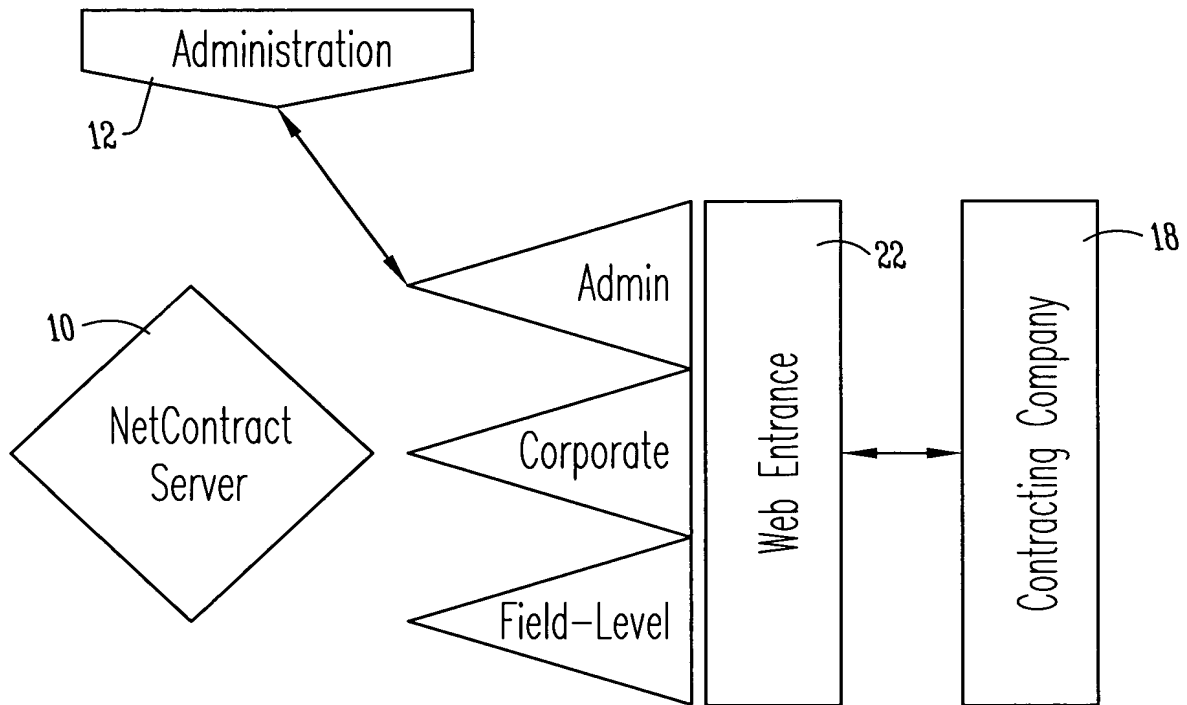 Administration
12
22
18
Admin
10
NetContract
Server
Corporate
Web Entrance
Contracting Company
Field-Level